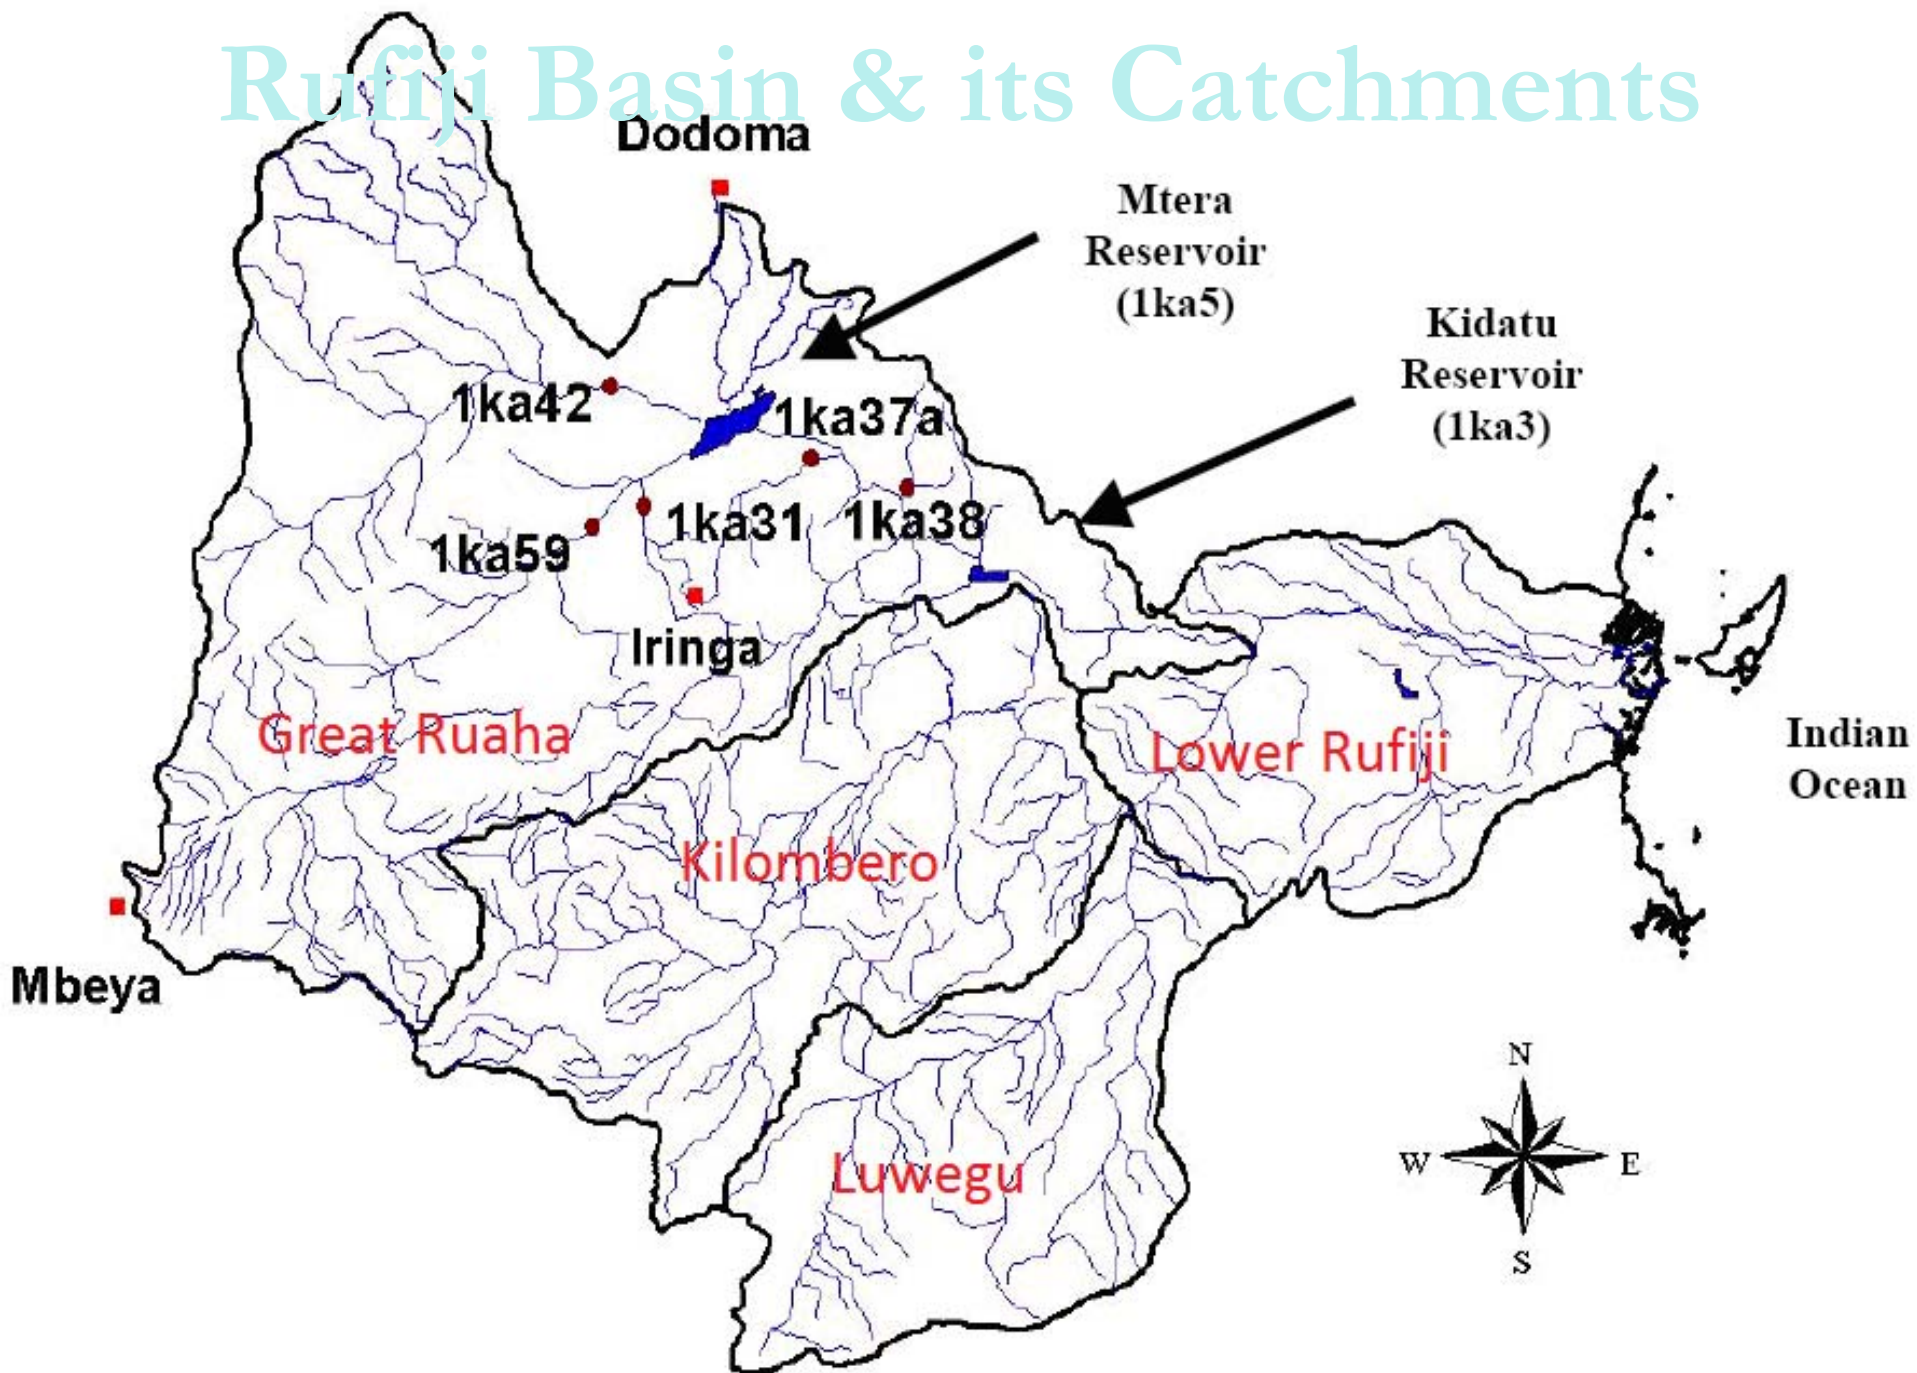 Rufiji Basin & its Catchments
Dodoma
Mtera
Reservoir
(1ka5)
Kidatu
Reservoir
(1ka3)
1ka42
1ka37a
1ka31
1ka38
1ka59
Iringa
Great Ruaha
Lower Rufiji
Indian
Ocean
Kilombero
Mbeya
Luwegu
N
W
E
S